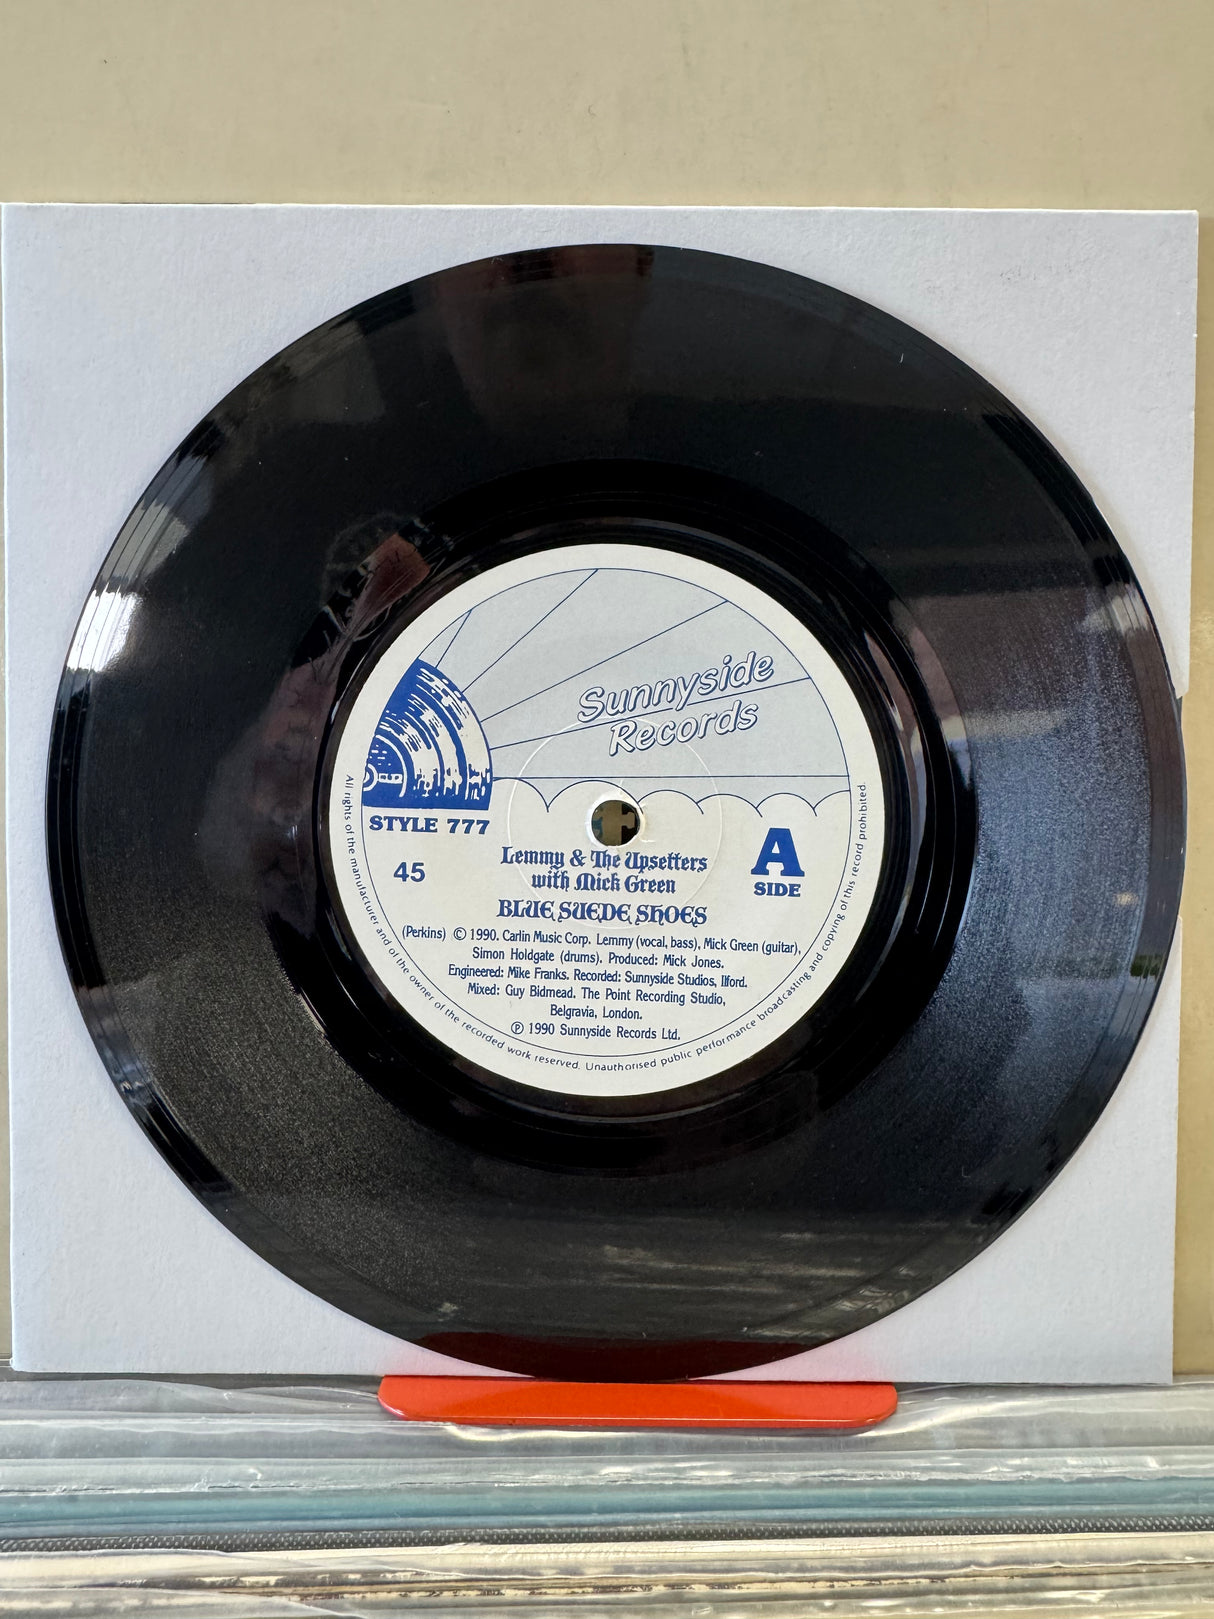 Sunnyside
Records
STYLE 777
45
A
SIDE
Lemmy & The Upsetters
with Mick Green
BLUE SUEDE SHOES
(Perkins) © 1990. Carlin Music Corp. Lemmy (vocal, bass), Mick Green (guitar),
Simon Holdgate (drums). Produced: Mick Jones.
Engineered: Mike Franks. Recorded: Sunnyside Studios, Ilford.
Mixed: Guy Bidmead. The Point Recording Studio,
Belgravia, London.
℗ 1990 Sunnyside Records Ltd.
All rights of the manufacturer and of the owner of the recorded work reserved. Unauthorised public performance broadcasting and copying of this record prohibited.